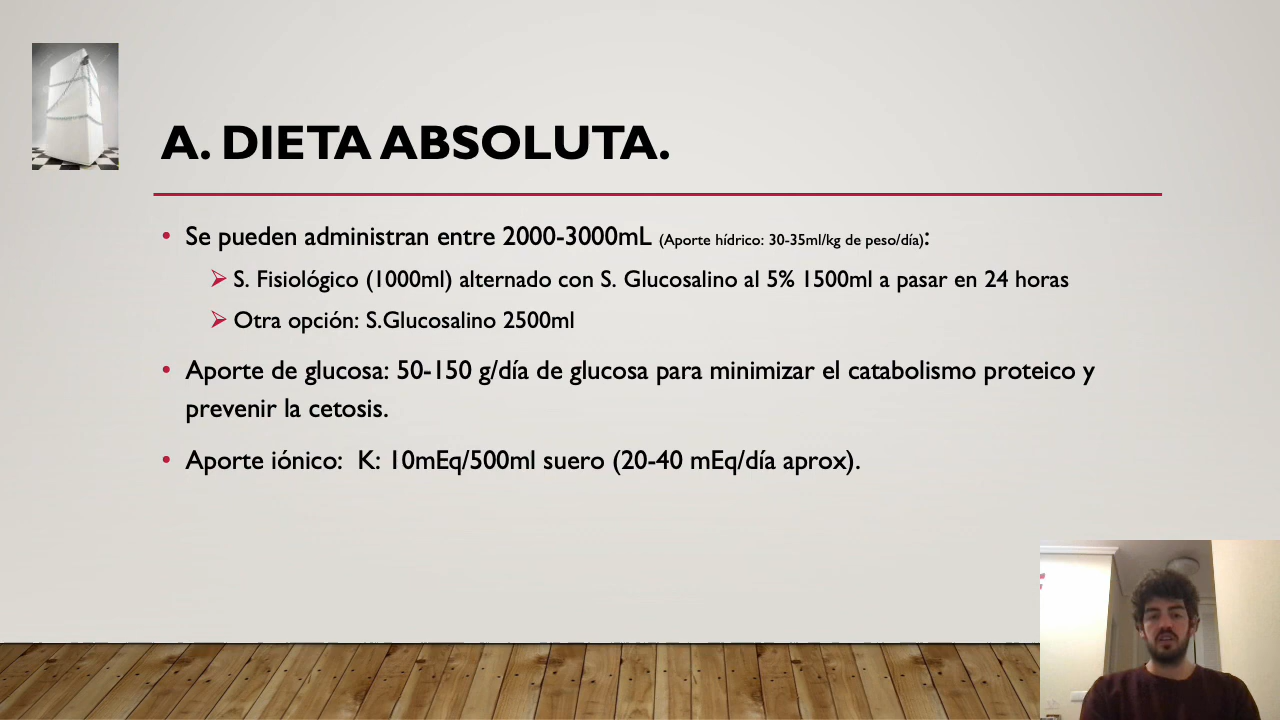 A. DIETA ABSOLUTA.
• Se pueden administran entre 2000-3000mL (Aporte hídrico: 30-35ml/kg de peso/día):
➢ S. Fisiológico (1000ml) alternado con S. Glucosalino al 5% 1500ml a pasar en 24 horas
➢ Otra opción: S.Glucosalino 2500ml
• Aporte de glucosa: 50-150 g/día de glucosa para minimizar el catabolismo proteico y
prevenir la cetosis.
• Aporte iónico:  K: 10mEq/500ml suero (20-40 mEq/día aprox).